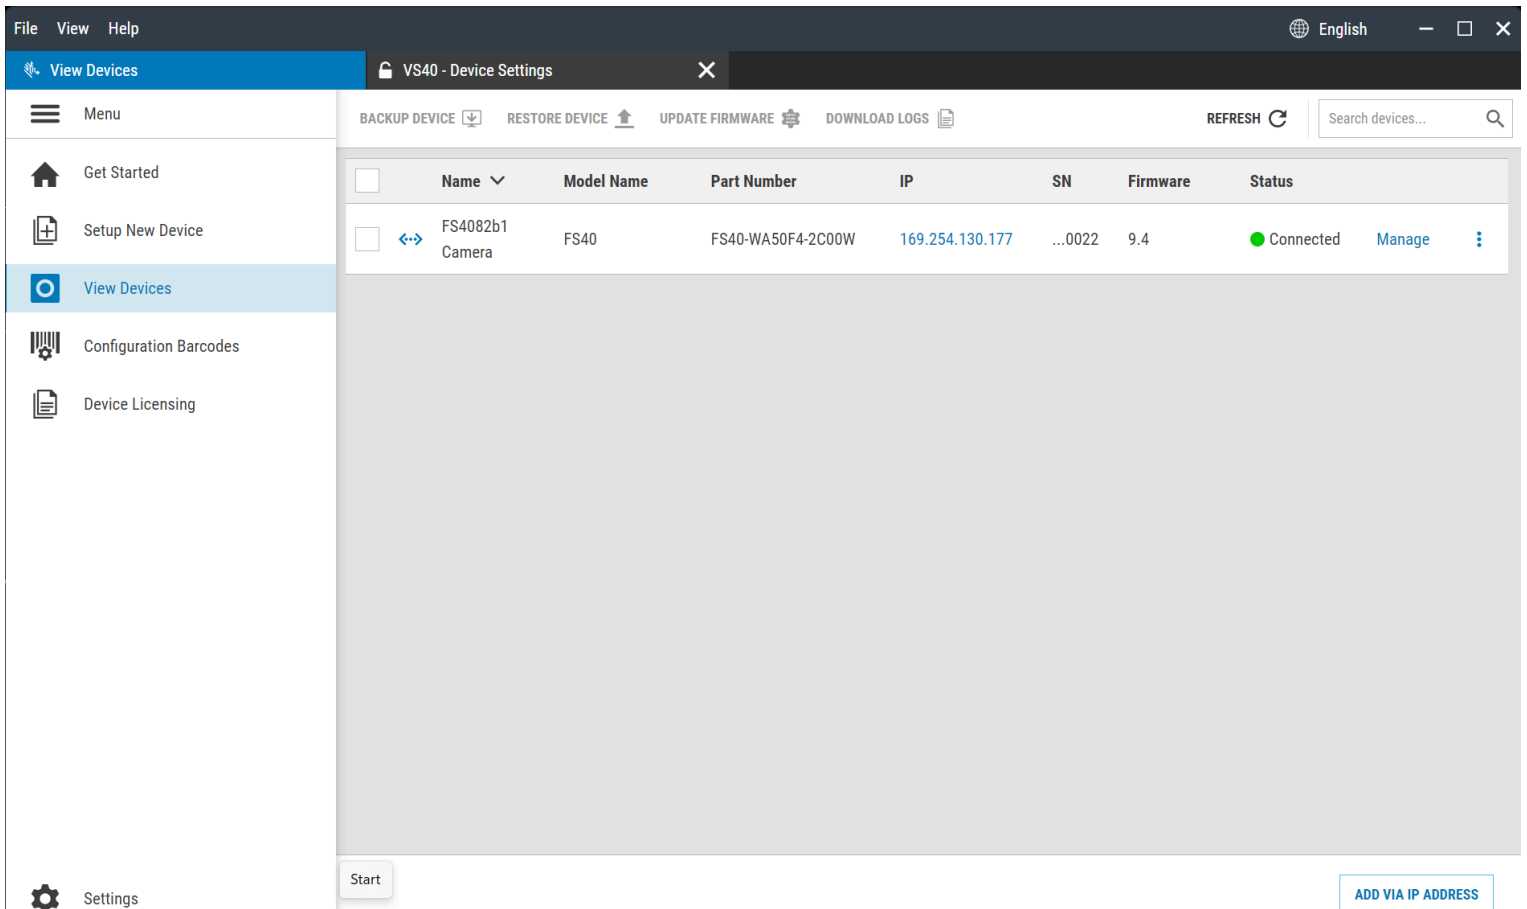 File View Help English
View Devices VS40 - Device Settings
Menu
BACKUP DEVICE RESTORE DEVICE UPDATE FIRMWARE DOWNLOAD LOGS REFRESH Search devices...
Get Started
Setup New Device
View Devices
Configuration Barcodes
Device Licensing
Settings
Name Model Name Part Number IP SN Firmware Status
FS4082b1
Camera
FS40 FS40-WA50F4-2C00W 169.254.130.177 ...0022 9.4 Connected Manage
Start
ADD VIA IP ADDRESS